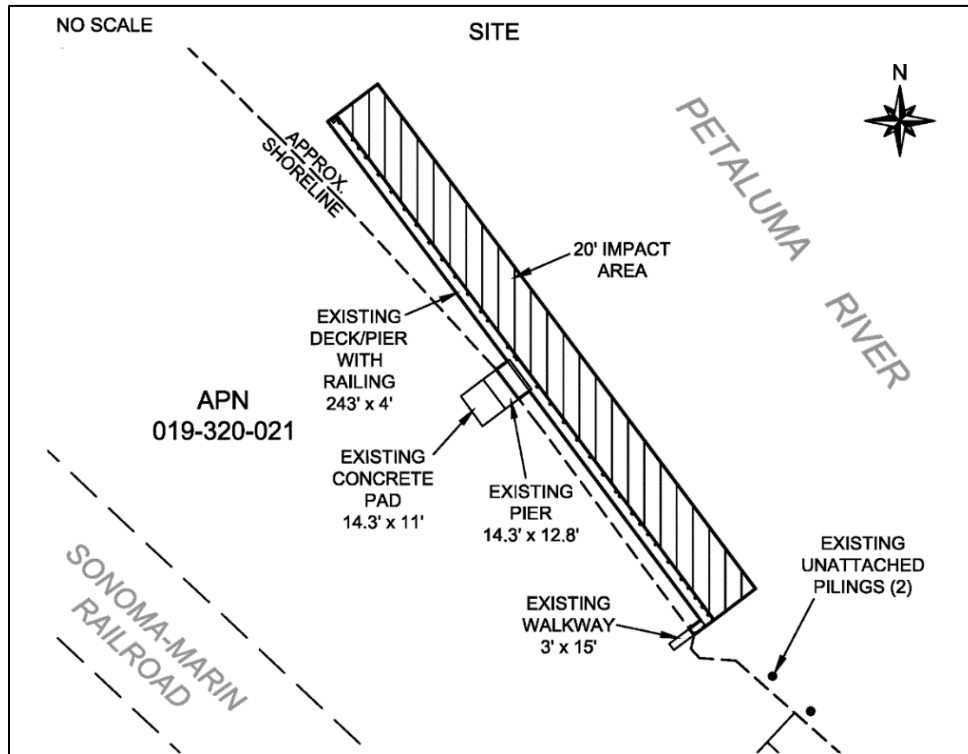 NO SCALE
SITE
N
PETALUMA
RIVER
APPROX.
SHORELINE
20' IMPACT
AREA
EXISTING
DECK/PIER
WITH
RAILING
243' x 4'
APN
019-320-021
EXISTING
CONCRETE
PAD
14.3' x 11'
EXISTING
PIER
14.3' x 12.8'
EXISTING
UNATTACHED
PILINGS (2)
EXISTING
WALKWAY
3' x 15'
SONOMA-MARIN
RAILROAD